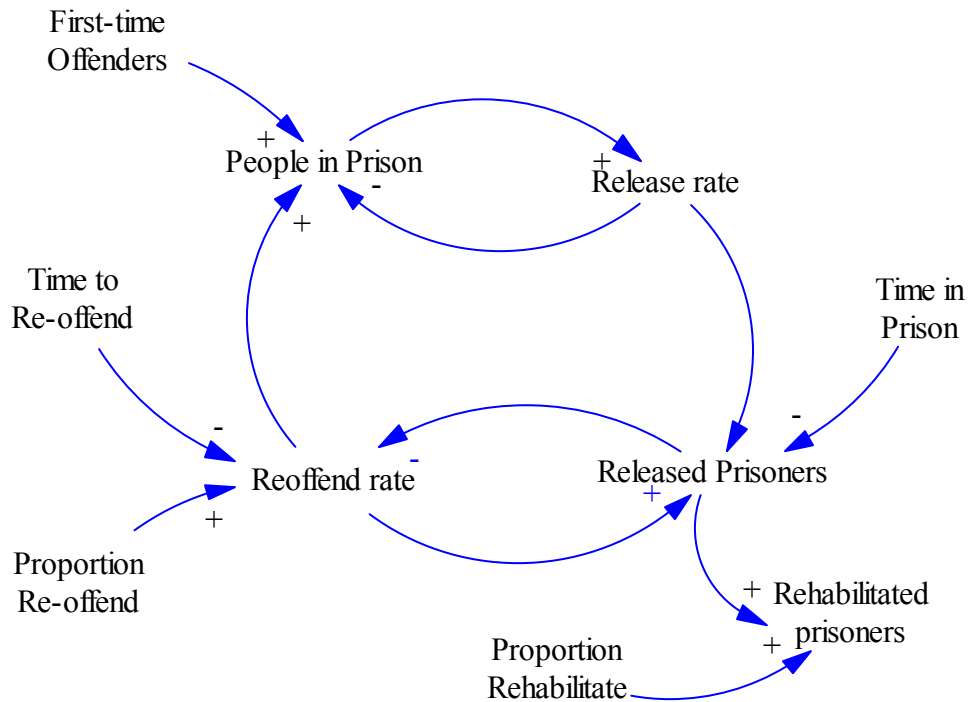 First-time
Offenders
+
People in Prison
-
+
Release rate
+
Time to
Re-offend
Time in
Prison
-
-
Reoffend rate
-
Released Prisoners
+
+
Proportion
Re-offend
+
Rehabilitated
prisoners
+
Proportion
Rehabilitate